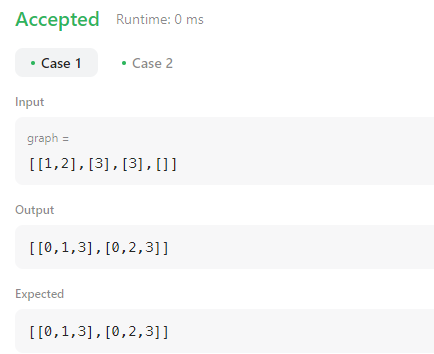 Accepted Runtime: 0 ms
• Case 1 • Case 2
Input
graph =
[[1,2],[3],[3],[]]
Output
[[0,1,3],[0,2,3]]
Expected
[[0,1,3],[0,2,3]]